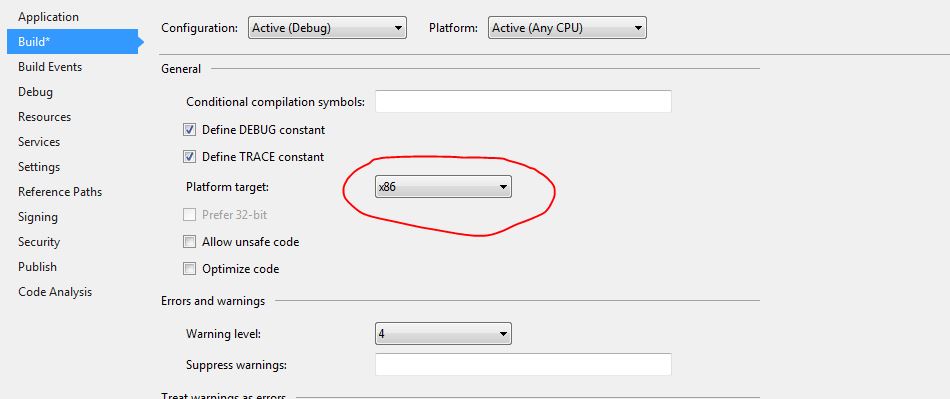 Application
Build*
Build Events
Debug
Resources
Services
Settings
Reference Paths
Signing
Security
Publish
Code Analysis
Configuration: Active (Debug) Platform: Active (Any CPU)
General
Conditional compilation symbols:
Define DEBUG constant
Define TRACE constant
Platform target: x86
Prefer 32-bit
Allow unsafe code
Optimize code
Errors and warnings
Warning level: 4
Suppress warnings:
Treat warnings as errors